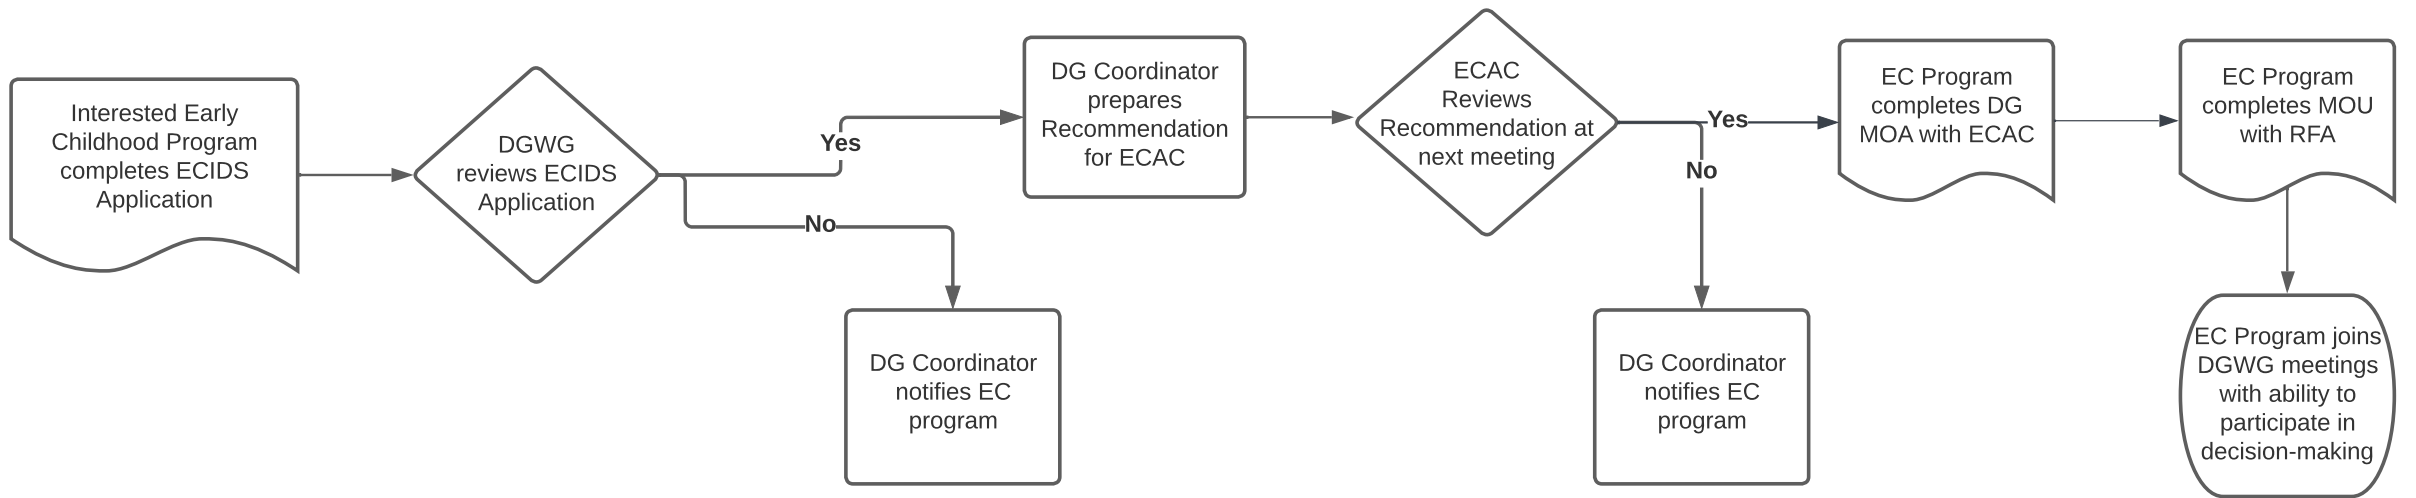 Interested Early
Childhood Program
completes ECIDS
Application
DGWG
reviews ECIDS
Application
Yes
No
DG Coordinator
notifies EC
program
DG Coordinator
prepares
Recommendation
for ECAC
ECAC
Reviews
Recommendation at
next meeting
Yes
No
DG Coordinator
notifies EC
program
EC Program
completes DG
MOA with ECAC
EC Program
completes MOU
with RFA
EC Program joins
DGWG meetings
with ability to
participate in
decision-making